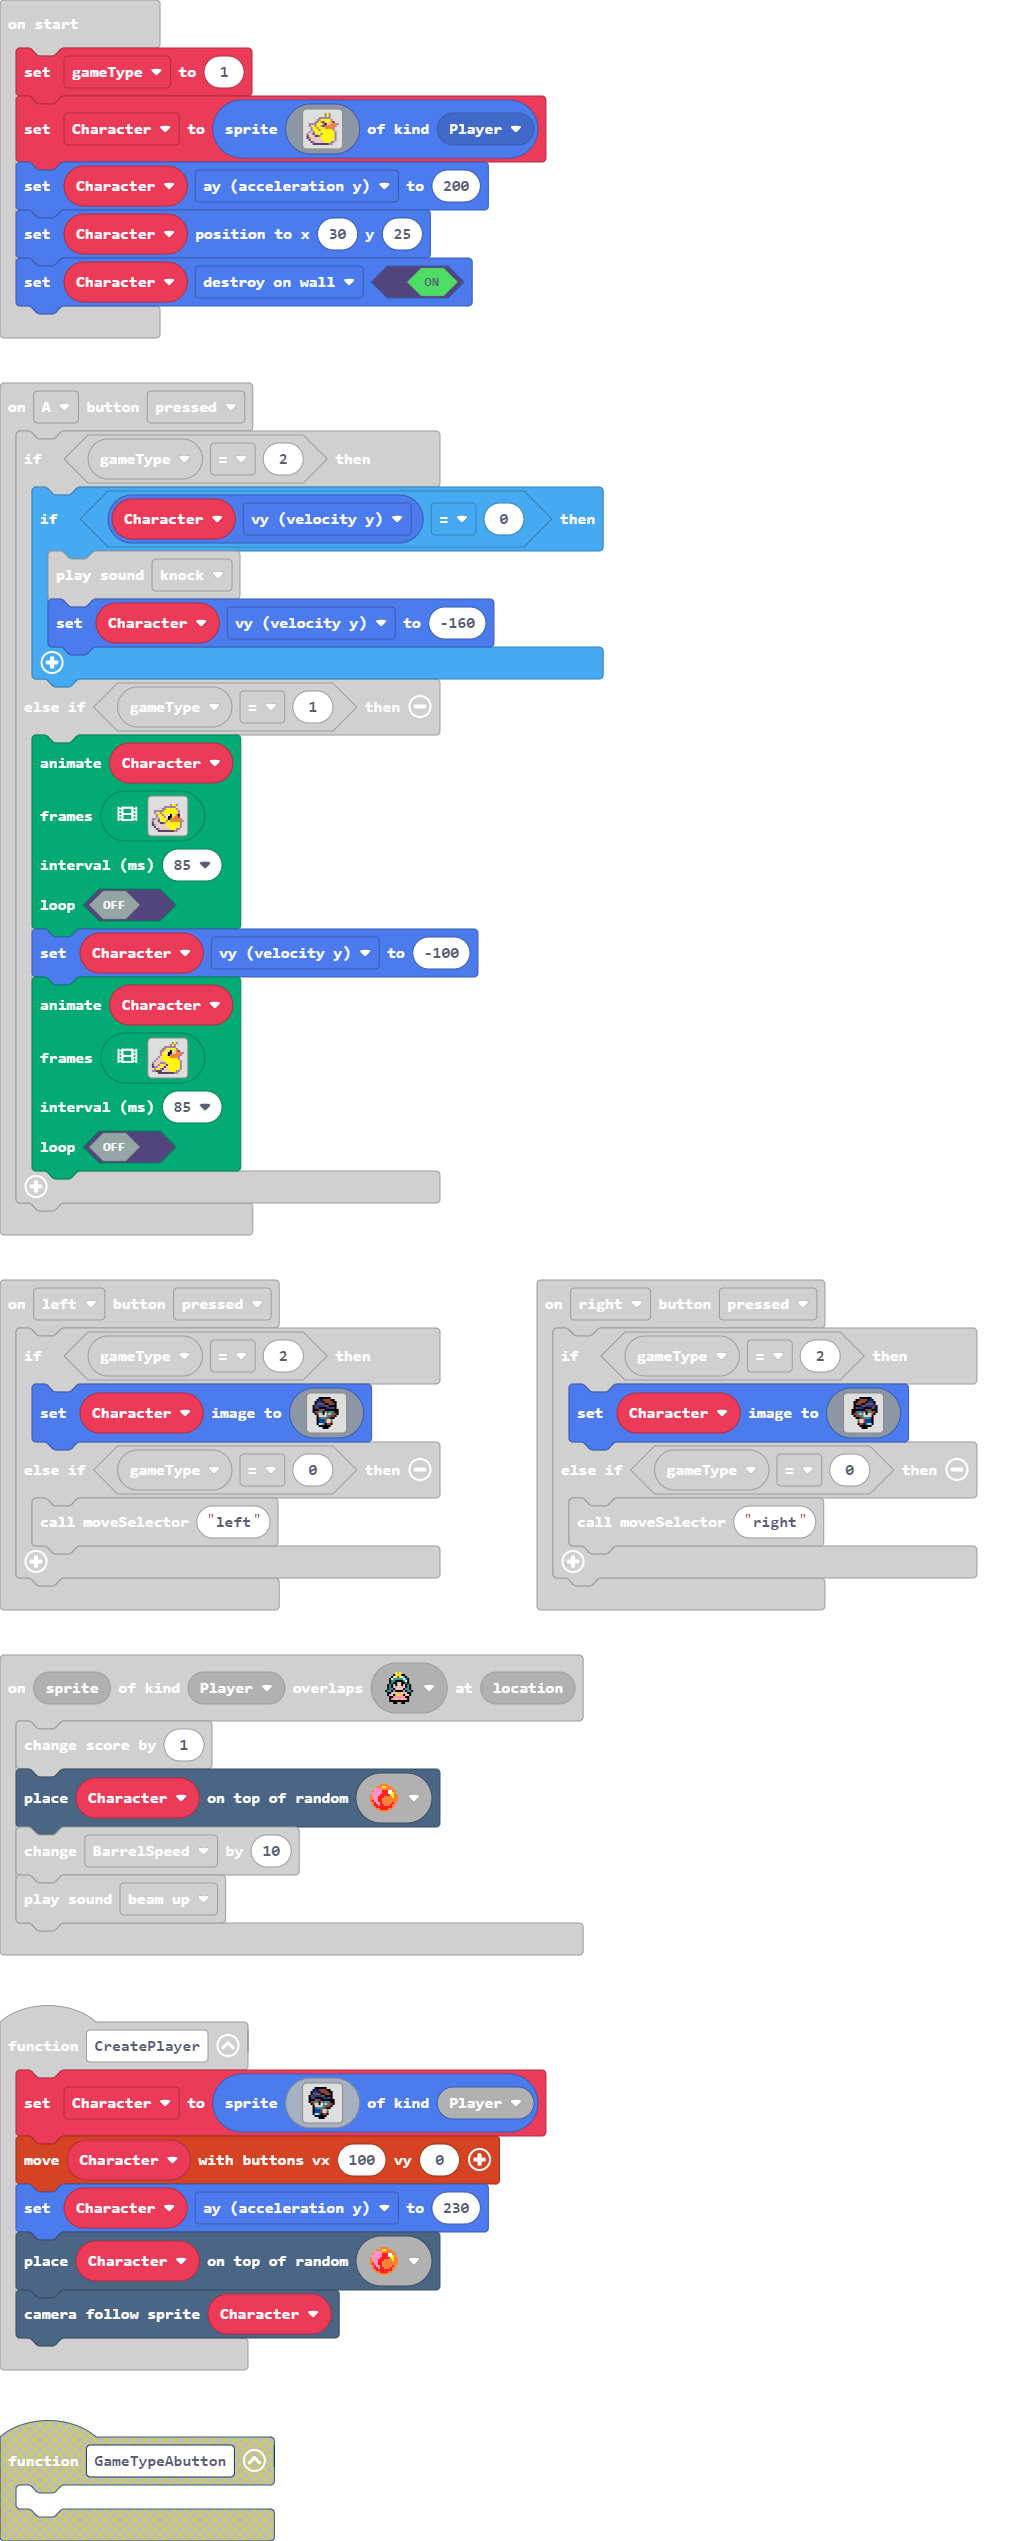 on start
set gameType to 1
set Character to sprite of kind Player
set Character ay (acceleration y) to 200
set Character position to x 30 y 25
set Character destroy on wall ON
on A button pressed
if gameType = 2 then
if Character vy (velocity y) = 0 then
play sound knock
set Character vy (velocity y) to -160
else if gameType = 1 then
animate Character
frames
interval (ms) 85
loop OFF
set Character vy (velocity y) to -100
animate Character
frames
interval (ms) 85
loop OFF
on left button pressed
if gameType = 2 then
set Character image to
else if gameType = 0 then
call moveSelector "left"
on right button pressed
if gameType = 2 then
set Character image to
else if gameType = 0 then
call moveSelector "right"
on sprite of kind Player overlaps at location
change score by 1
place Character on top of random
change BarrelSpeed by 10
play sound beam up
function CreatePlayer
set Character to sprite of kind Player
move Character with buttons vx 100 vy 0
set Character ay (acceleration y) to 230
place Character on top of random
camera follow sprite Character
function GameTypeAbutton